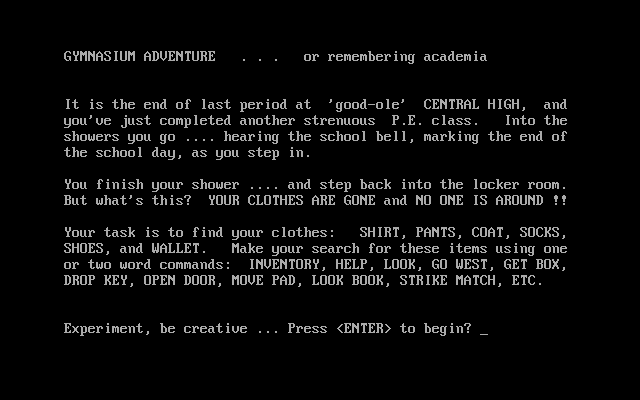 GYMNASIUM ADVENTURE   . . .   or remembering academia
It is the end of last period at  'good-ole'  CENTRAL HIGH,  and
you've just completed another strenuous  P.E. class.   Into the
showers you go .... hearing the school bell, marking the end of
the school day, as you step in.
You finish your shower .... and step back into the locker room.
But what's this?  YOUR CLOTHES ARE GONE and NO ONE IS AROUND !!
Your task is to find your clothes:   SHIRT, PANTS, COAT, SOCKS,
SHOES, and WALLET.   Make your search for these items using one
or two word commands:  INVENTORY, HELP, LOOK, GO WEST, GET BOX,
DROP KEY, OPEN DOOR, MOVE PAD, LOOK BOOK, STRIKE MATCH, ETC.
Experiment, be creative ... Press <ENTER> to begin? _